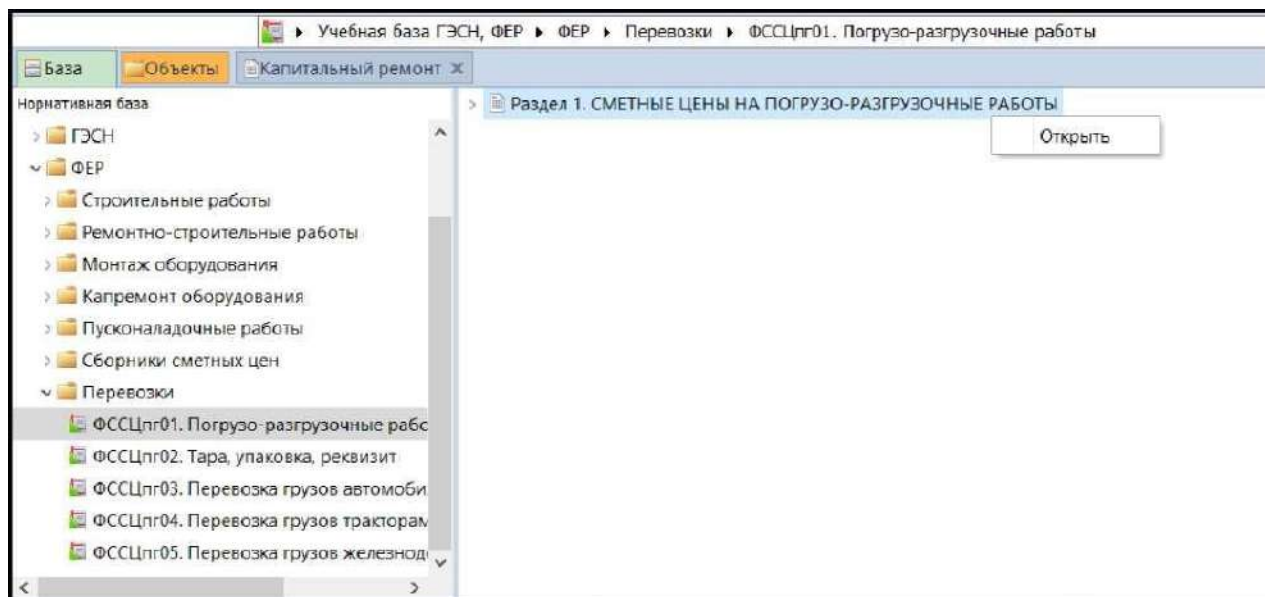 Учебная база ГЭСН, ФЕР ▸ ФЕР ▸ Перевозки ▸ ФССЦпг01. Погрузо-разгрузочные работы
База Объекты Капитальный ремонт
Нормативная база
ГЭСН
ФЕР
Строительные работы
Ремонтно-строительные работы
Монтаж оборудования
Капремонт оборудования
Пусконаладочные работы
Сборники сметных цен
Перевозки
ФССЦпг01. Погрузо-разгрузочные рабо
ФССЦпг02. Тара, упаковка, реквизит
ФССЦпг03. Перевозка грузов автомоби
ФССЦпг04. Перевозка грузов тракторам
ФССЦпг05. Перевозка грузов железнод
Раздел 1. СМЕТНЫЕ ЦЕНЫ НА ПОГРУЗО-РАЗГРУЗОЧНЫЕ РАБОТЫ
Открыть